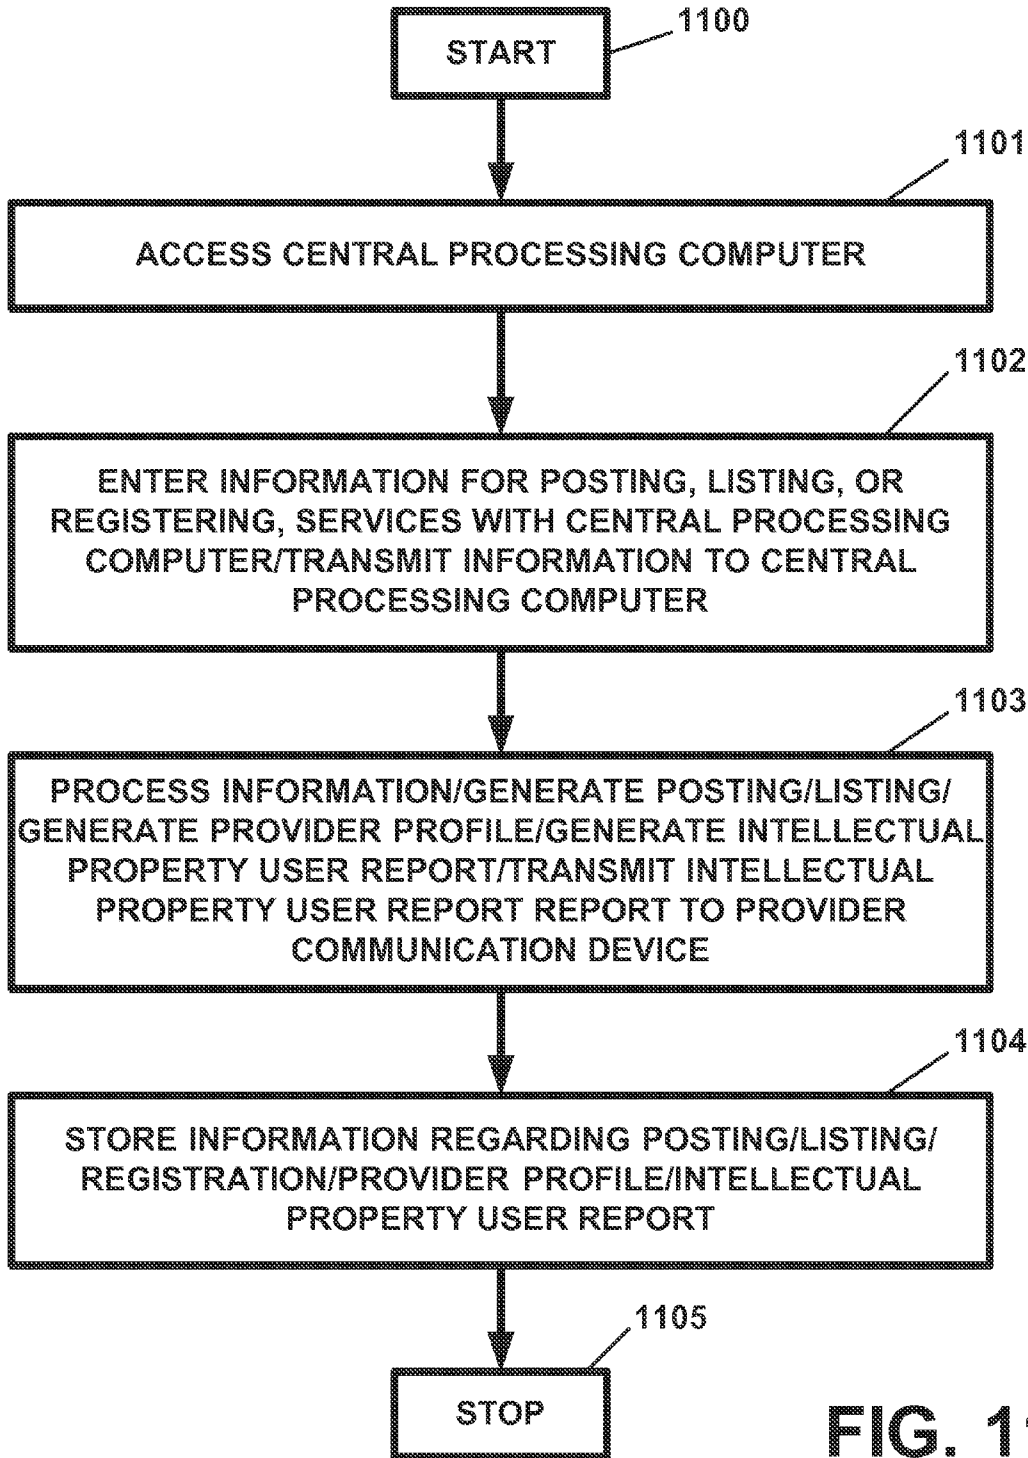 START
1100
1101
ACCESS CENTRAL PROCESSING COMPUTER
1102
ENTER INFORMATION FOR POSTING, LISTING, OR
REGISTERING, SERVICES WITH CENTRAL PROCESSING
COMPUTER/TRANSMIT INFORMATION TO CENTRAL
PROCESSING COMPUTER
1103
PROCESS INFORMATION/GENERATE POSTING/LISTING/
GENERATE PROVIDER PROFILE/GENERATE INTELLECTUAL
PROPERTY USER REPORT/TRANSMIT INTELLECTUAL
PROPERTY USER REPORT REPORT TO PROVIDER
COMMUNICATION DEVICE
1104
STORE INFORMATION REGARDING POSTING/LISTING/
REGISTRATION/PROVIDER PROFILE/INTELLECTUAL
PROPERTY USER REPORT
1105
STOP
FIG.